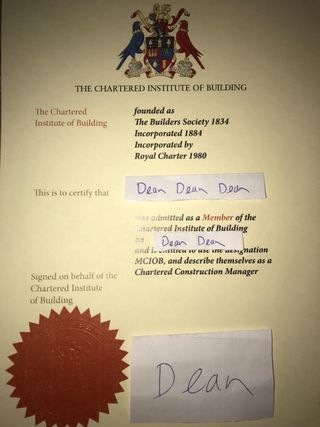 THE CHARTERED INSTITUTE OF BUILDING
The Chartered
Institute of Building
founded as
The Builders Society 1834
Incorporated 1884
Incorporated by
Royal Charter 1980
This is to certify that
Dean Dean Dean
was admitted as a Member of the
Chartered Institute of Building
on Dean Dean
and is entitled to use the designation
MCIOB, and describe themselves as a
Chartered Construction Manager
Signed on behalf of the
Chartered Institute
of Building
Dean